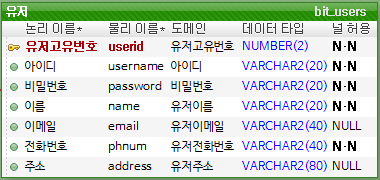 유저 bit_users
논리 이름* 물리 이름* 도메인 데이터 타입 널 허용
유저고유번호 userid 유저고유번호 NUMBER(2) N·N
아이디 username 아이디 VARCHAR2(20) N·N
비밀번호 password 비밀번호 VARCHAR2(20) N·N
이름 name 유저이름 VARCHAR2(20) N·N
이메일 email 유저이메일 VARCHAR2(40) NULL
전화번호 phnum 유저전화번호 VARCHAR2(40) N·N
주소 address 유저주소 VARCHAR2(80) NULL